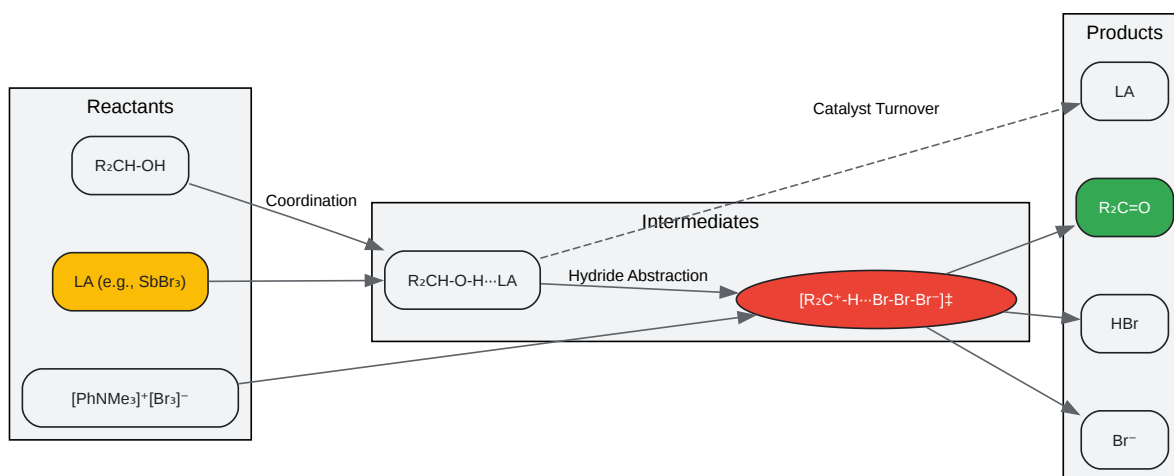 Reactants
R₂CH-OH
LA (e.g., SbBr₃)
[PhNMe₃]⁺[Br₃]⁻
Coordination
Intermediates
R₂CH-O-H···LA
Hydride Abstraction
[R₂C⁺-H···Br-Br-Br⁻]‡
Catalyst Turnover
Products
LA
R₂C=O
HBr
Br⁻